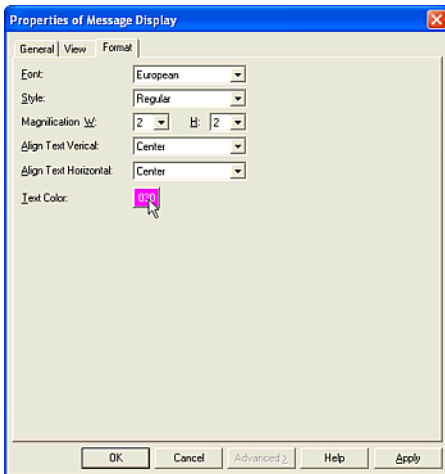 Properties of Message Display
General View Format
Font: European
Style: Regular
Magnification W: 2 H: 2
Align Text Verical: Center
Align Text Horizontal: Center
Text Color:
OK Cancel Advanced > Help Apply